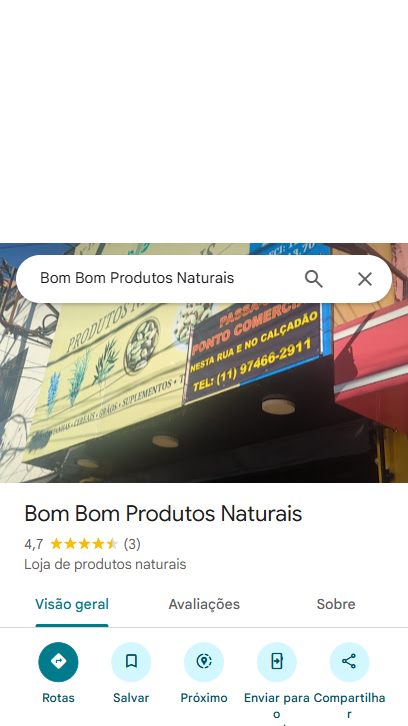 Bom Bom Produtos Naturais
PASSA
PONTO COMERCI
NESTA RUA E NO CALÇADÃO
TEL: (11) 97466-2911
PRODUTOS N
CEREAIS • GRÃOS • SUPLEMENTOS •
Bom Bom Produtos Naturais
4,7 (3)
Loja de produtos naturais
Visão geral Avaliações Sobre
Rotas Salvar Próximo Enviar para Compartilha
o r